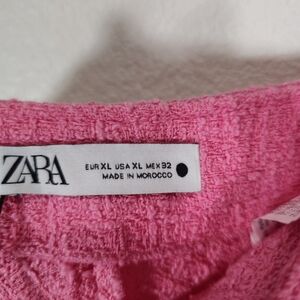 ZARA
EUR XL USA XL MEX 32
MADE IN MOROCCO